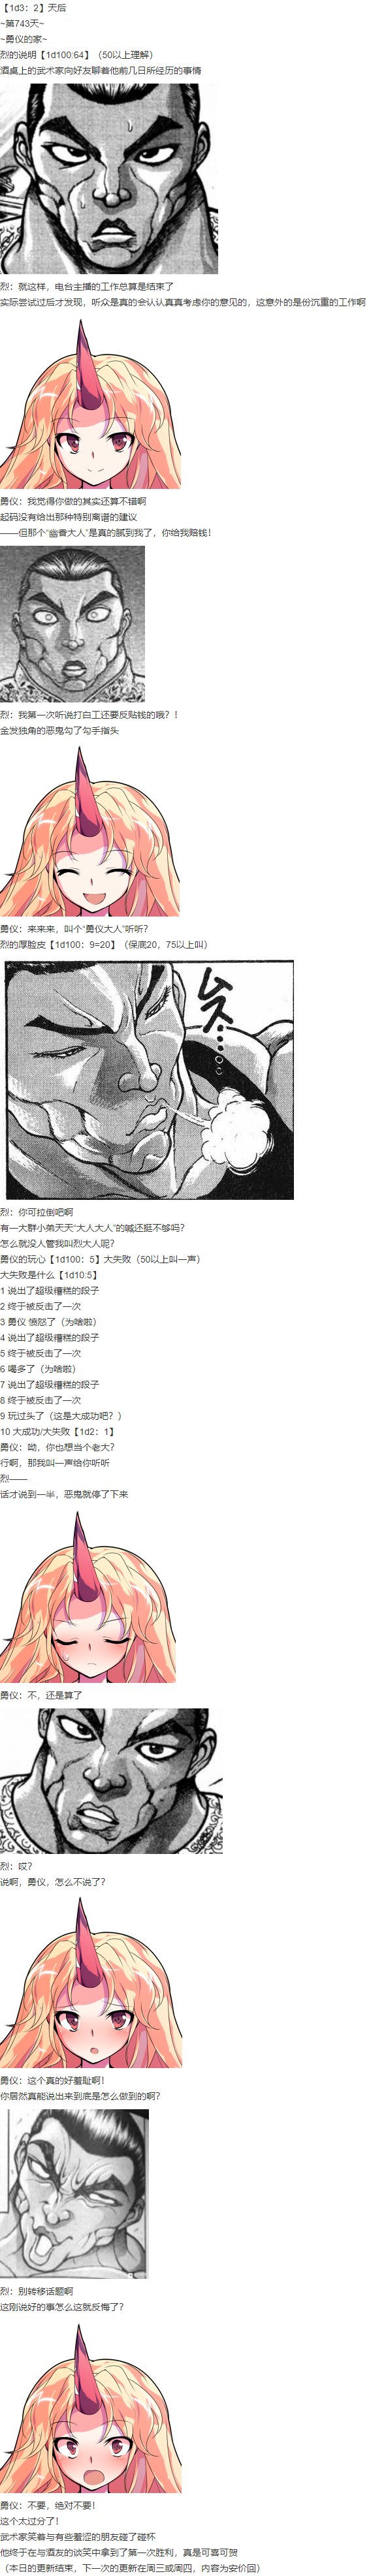 【1d3：2】天后
~第743天~
~勇仪的家~
烈的说明【1d100:64】（50以上理解）
酒桌上的武术家向好友聊着他前几日所经历的事情
烈：就这样，电台主播的工作总算是结束了
实际尝试过后才发现，听众是真的会认认真真考虑你的意见的，这意外的是份沉重的工作啊
勇仪：我觉得你做的其实还算不错啊
起码没有给出那种特别离谱的建议
——但那个“幽香大人”是真的腻到我了，你给我赔钱！
烈：我第一次听说打白工还要反贴钱的哦？！
金发独角的恶鬼勾了勾手指头
勇仪：来来来，叫个“勇仪大人”听听？
烈的厚脸皮【1d100：9=20】（保底20，75以上叫）
ムス…
烈：你可拉倒吧啊
有一大群小弟天天“大人大人”的喊还挺不够吗？
怎么就没人管我叫烈大人呢？
勇仪的玩心【1d100：5】大失败（50以上叫一声）
大失败是什么【1d10:5】
1 说出了超级糟糕的段子
2 终于被反击了一次
3 勇仪 愤怒了（为啥啦）
4 说出了超级糟糕的段子
5 终于被反击了一次
6 喝多了（为啥啦）
7 说出了超级糟糕的段子
8 终于被反击了一次
9 玩过头了（这是大成功吧？）
10 大成功/大失败【1d2：1】
勇仪：呦，你也想当个老大？
行啊，那我叫一声给你听听
烈——
话才说到一半，恶鬼就停了下来
勇仪：不，还是算了
烈：哎？
说啊，勇仪，怎么不说了？
勇仪：这个真的好羞耻啊！
你居然真能说出来到底是怎么做到的啊？
烈：别转移话题啊
这刚说好的事怎么这就反悔了？
勇仪：不要，绝对不要！
这个太过分了！
武术家笑着与有些羞涩的朋友碰了碰杯
他终于在与酒友的谈笑中拿到了第一次胜利，真是可喜可贺
（本日的更新结束，下一次的更新在周三或周四，内容为安价回）